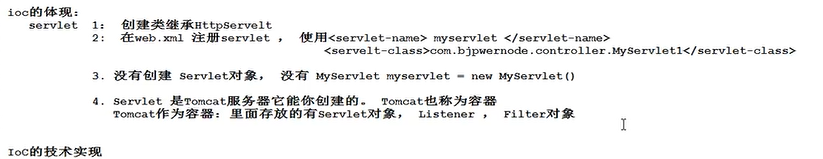 ioc的体现:
servlet 1: 创建类继承HttpServelt
2: 在web.xml 注册servlet , 使用<servlet-name> myservlet </servlet-name>
<servelt-class>com.bjpwernode.controller.MyServlet1</servlet-class>
3. 没有创建 Servlet对象, 没有 MyServlet myservlet = new MyServlet()
4. Servlet 是Tomcat服务器它能你创建的。 Tomcat也称为容器
Tomcat作为容器: 里面存放的有Servlet对象, Listener , Filter对象
IoC的技术实现